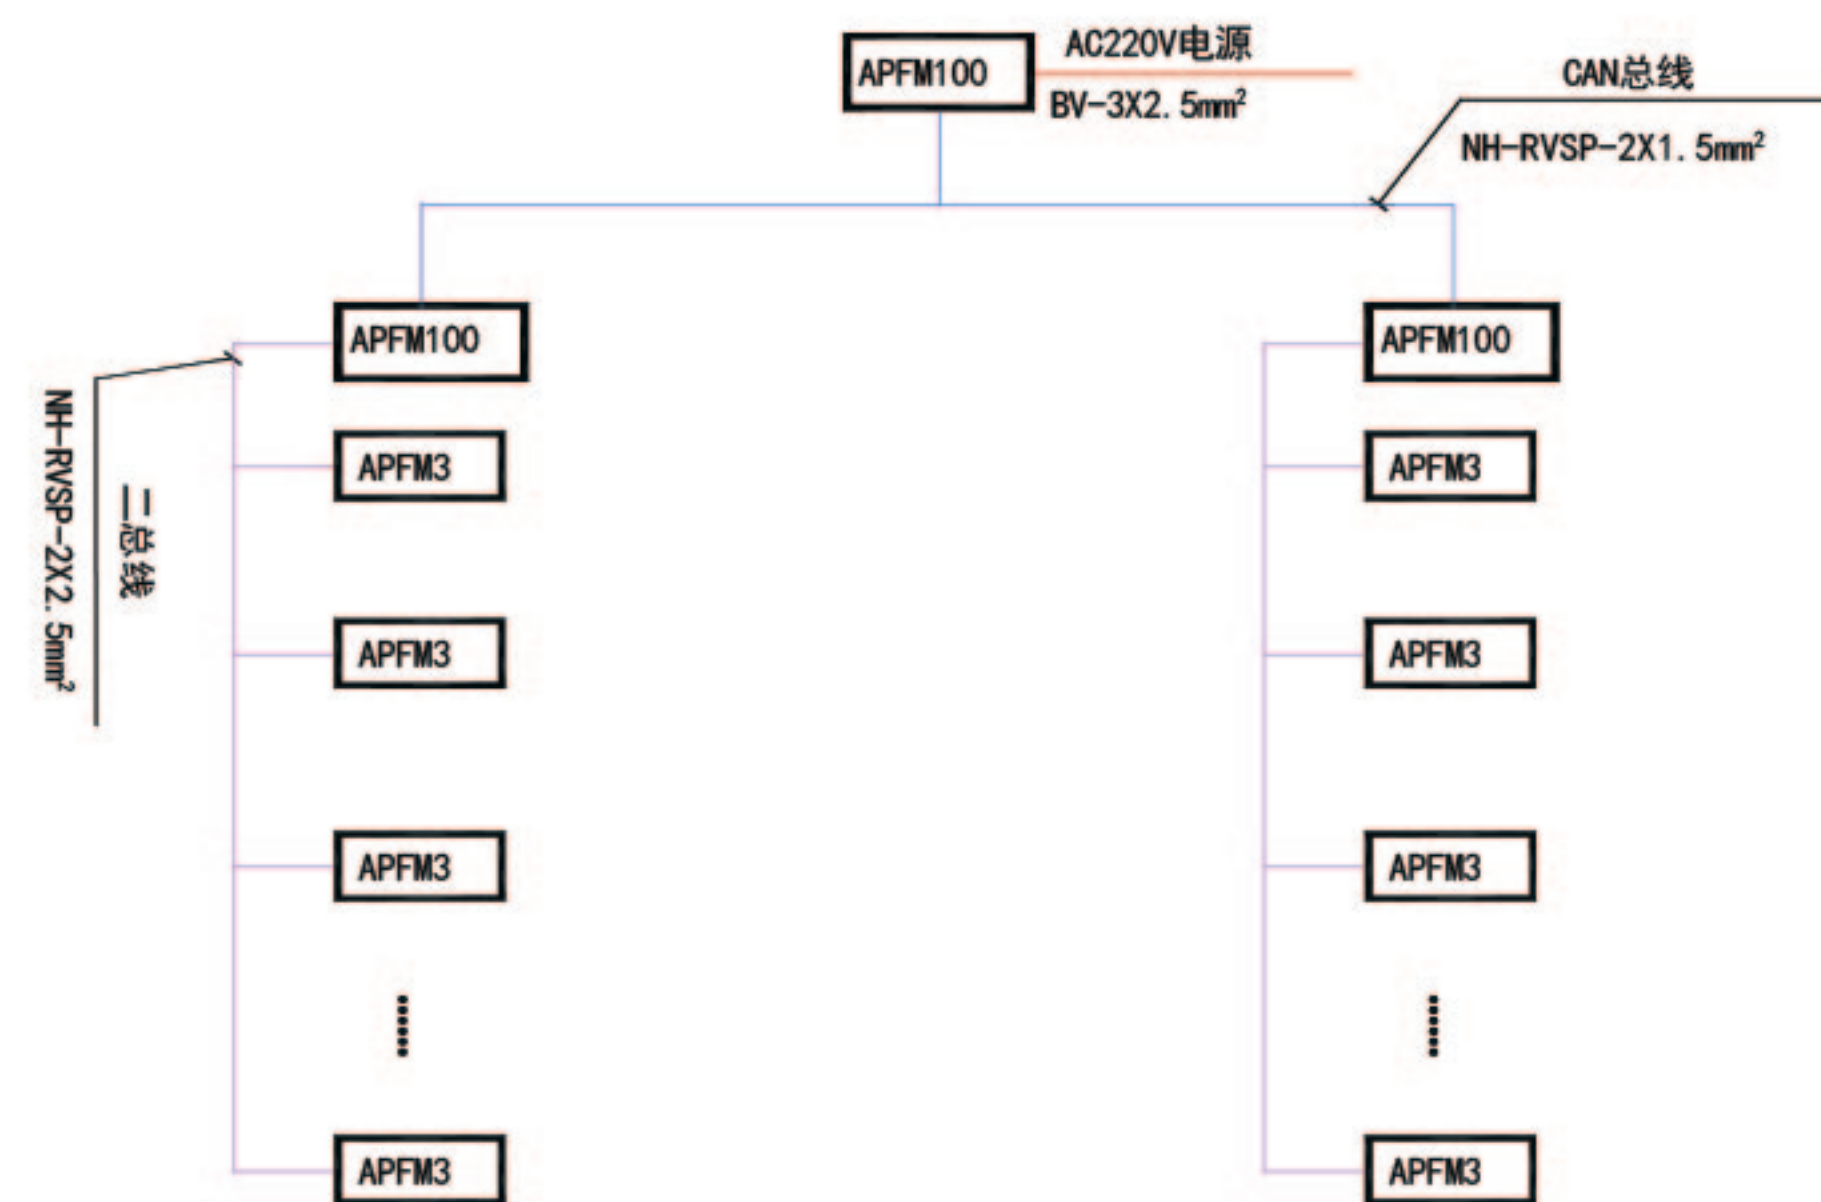 APFM100
AC220V电源
BV-3X2.5mm²
CAN总线
NH-RVSP-2X1.5mm²
APFM100
APFM100
二总线
NH-RVSP-2X2.5mm²
APFM3
APFM3
APFM3
APFM3
APFM3
APFM3
......
......
APFM3
APFM3